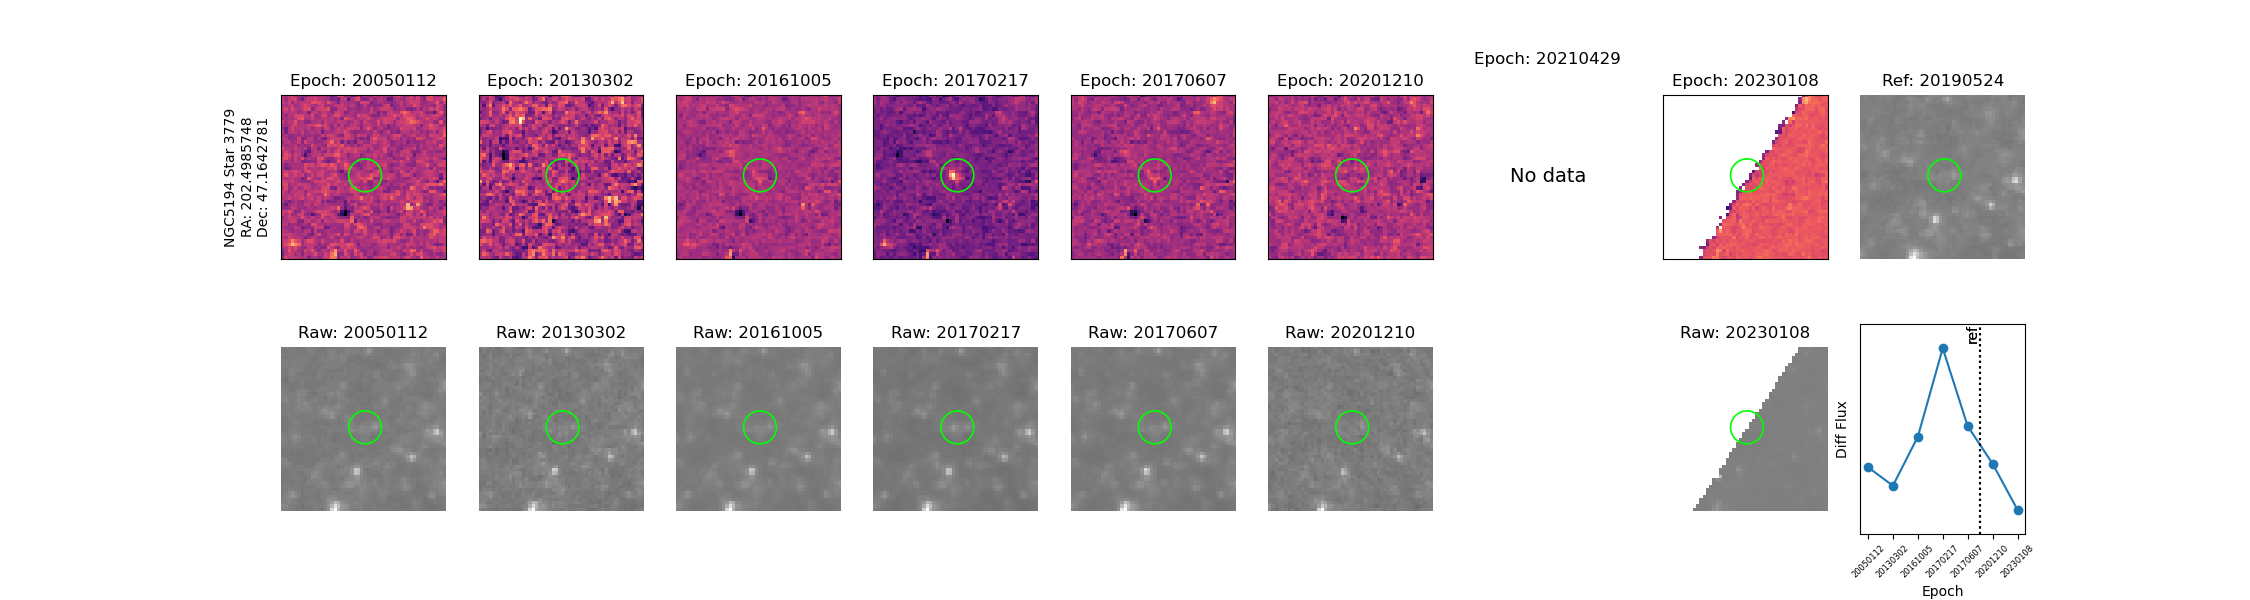 NGC5194 Star 3779
RA: 202.4985748
Dec: 47.1642781
Epoch: 20050112
Epoch: 20130302
Epoch: 20161005
Epoch: 20170217
Epoch: 20170607
Epoch: 20201210
Epoch: 20210429
Epoch: 20230108
Ref: 20190524
No data
Raw: 20050112
Raw: 20130302
Raw: 20161005
Raw: 20170217
Raw: 20170607
Raw: 20201210
Raw: 20230108
ref
Diff Flux
20050112
20130302
20161005
20170217
20170607
20201210
20230108
Epoch